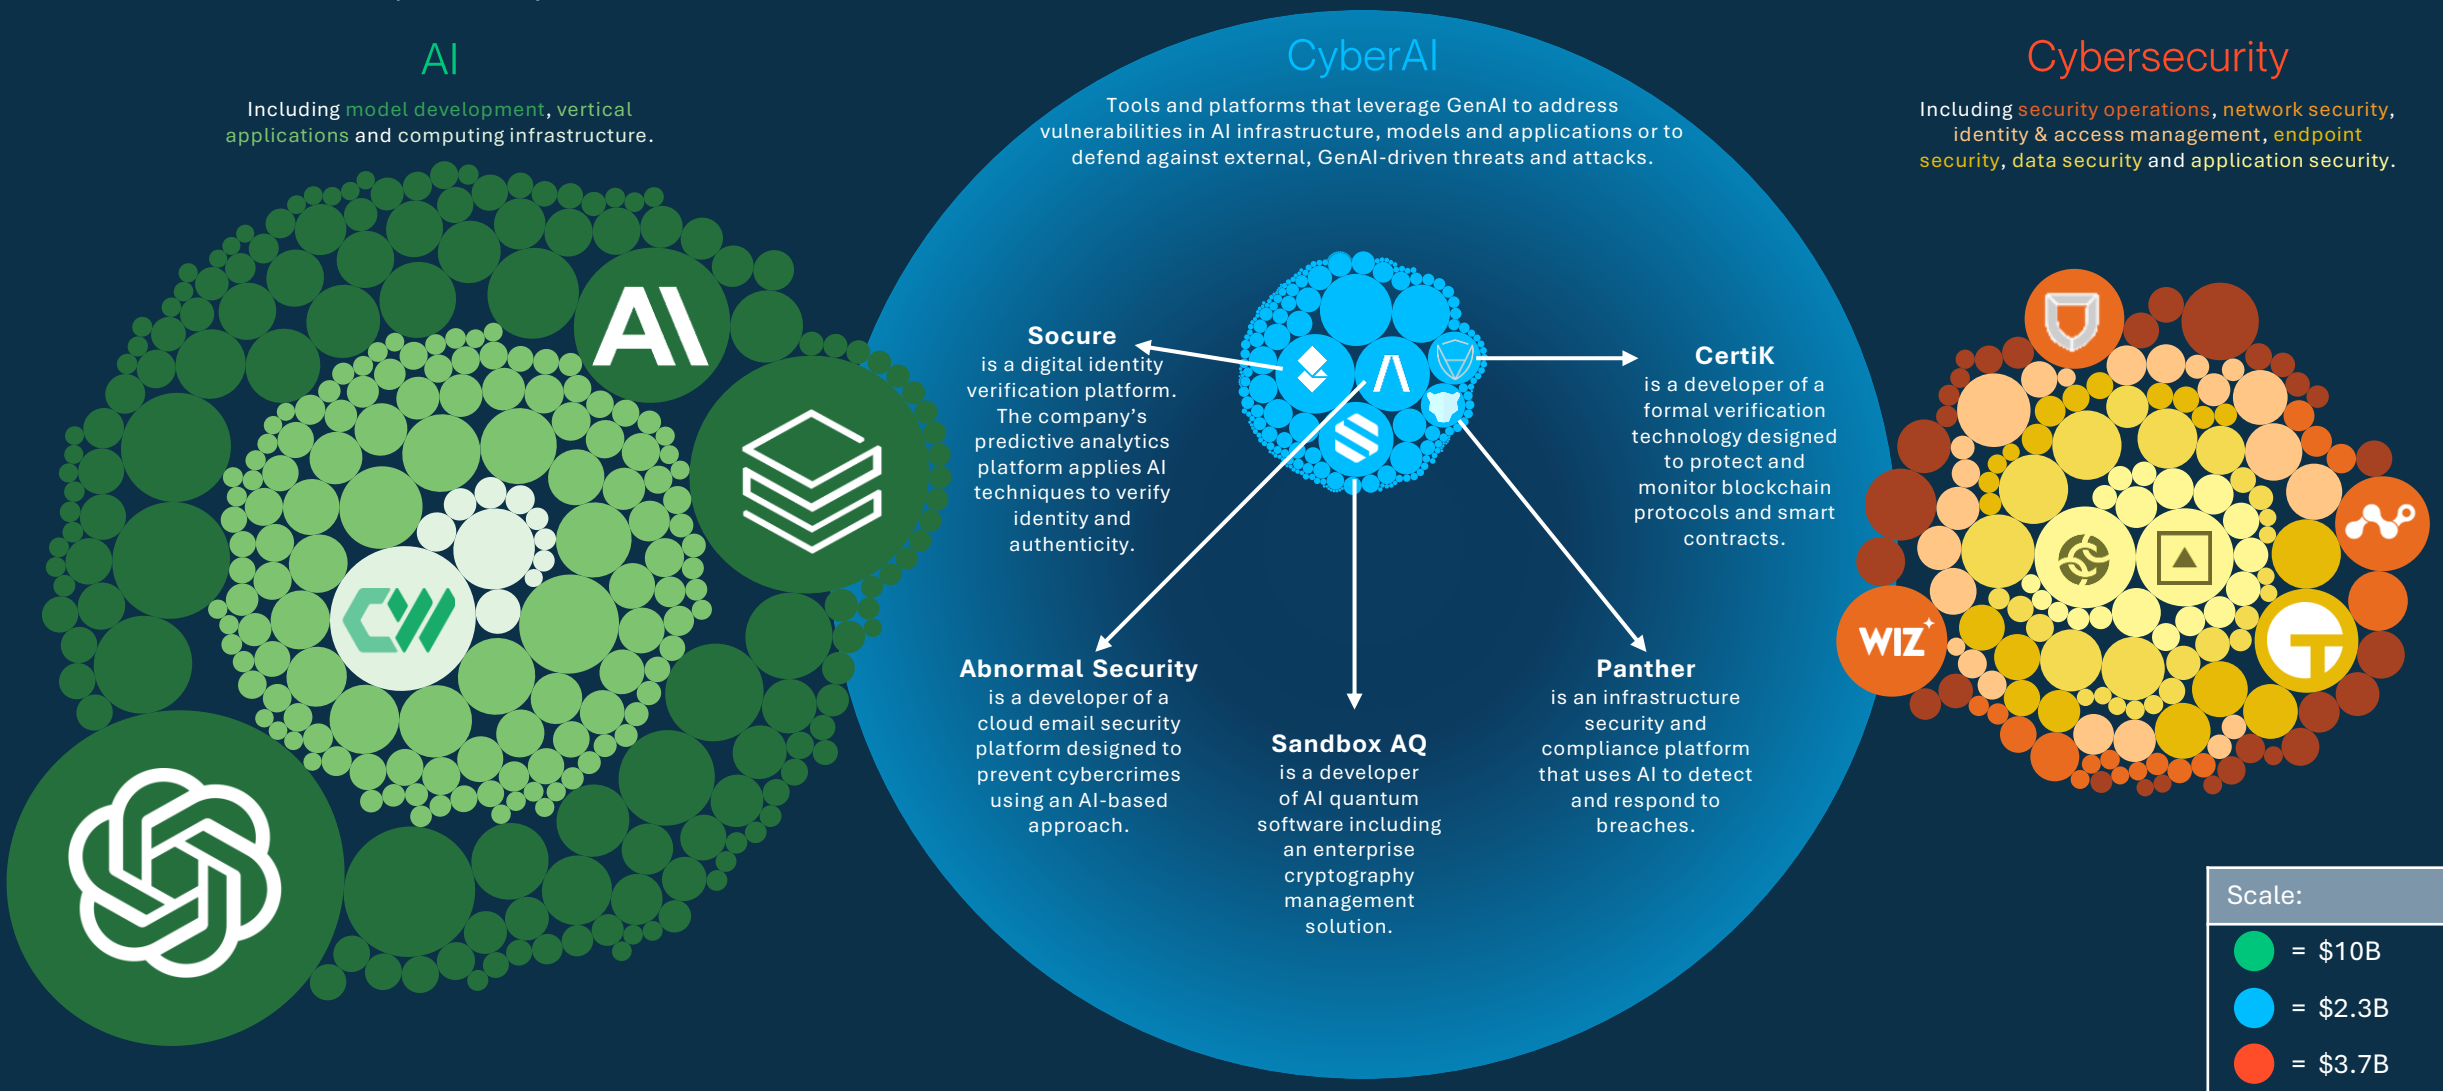 AI
Including model development, vertical
applications and computing infrastructure.
CyberAI
Tools and platforms that leverage GenAI to address
vulnerabilities in AI infrastructure, models and applications or to
defend against external, GenAI-driven threats and attacks.
Cybersecurity
Including security operations, network security,
identity & access management, endpoint
security, data security and application security.
Socure
is a digital identity
verification platform.
The company's
predictive analytics
platform applies AI
techniques to verify
identity and
authenticity.
CertiK
is a developer of a
formal verification
technology designed
to protect and
monitor blockchain
protocols and smart
contracts.
Abnormal Security
is a developer of a
cloud email security
platform designed to
prevent cybercrimes
using an AI-based
approach.
Sandbox AQ
is a developer
of AI quantum
software including
an enterprise
cryptography
management
solution.
Panther
is an infrastructure
security and
compliance platform
that uses AI to detect
and respond to
breaches.
WIZ
Scale:
= $10B
= $2.3B
= $3.7B